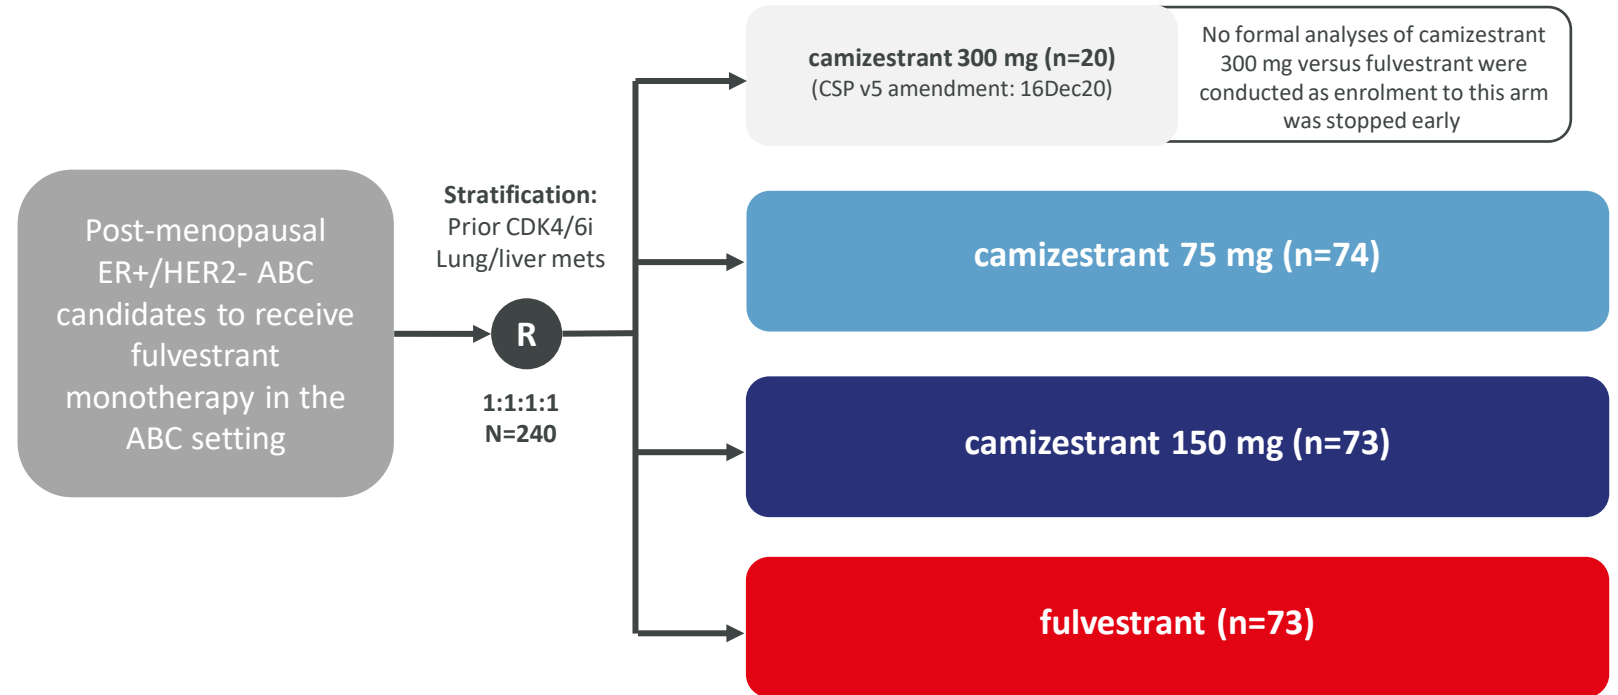 Post-menopausal
ER+/HER2- ABC
candidates to receive
fulvestrant
monotherapy in the
ABC setting
Stratification:
Prior CDK4/6i
Lung/liver mets
R
1:1:1:1
N=240
camizestrant 300 mg (n=20)
(CSP v5 amendment: 16Dec20)
No formal analyses of camizestrant
300 mg versus fulvestrant were
conducted as enrolment to this arm
was stopped early
camizestrant 75 mg (n=74)
camizestrant 150 mg (n=73)
fulvestrant (n=73)